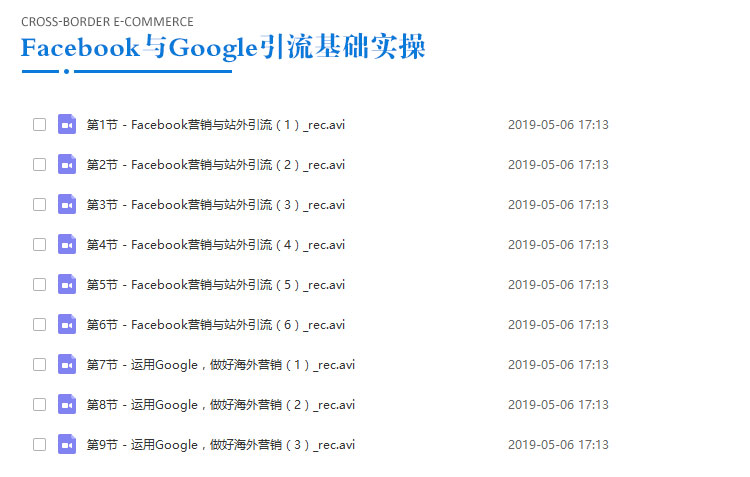 CROSS-BORDER E-COMMERCE
Facebook与Google引流基础实操
第1节 - Facebook营销与站外引流（1）_rec.avi 2019-05-06 17:13
第2节 - Facebook营销与站外引流（2）_rec.avi 2019-05-06 17:13
第3节 - Facebook营销与站外引流（3）_rec.avi 2019-05-06 17:13
第4节 - Facebook营销与站外引流（4）_rec.avi 2019-05-06 17:13
第5节 - Facebook营销与站外引流（5）_rec.avi 2019-05-06 17:13
第6节 - Facebook营销与站外引流（6）_rec.avi 2019-05-06 17:13
第7节 - 运用Google，做好海外营销（1）_rec.avi 2019-05-06 17:13
第8节 - 运用Google，做好海外营销（2）_rec.avi 2019-05-06 17:13
第9节 - 运用Google，做好海外营销（3）_rec.avi 2019-05-06 17:13